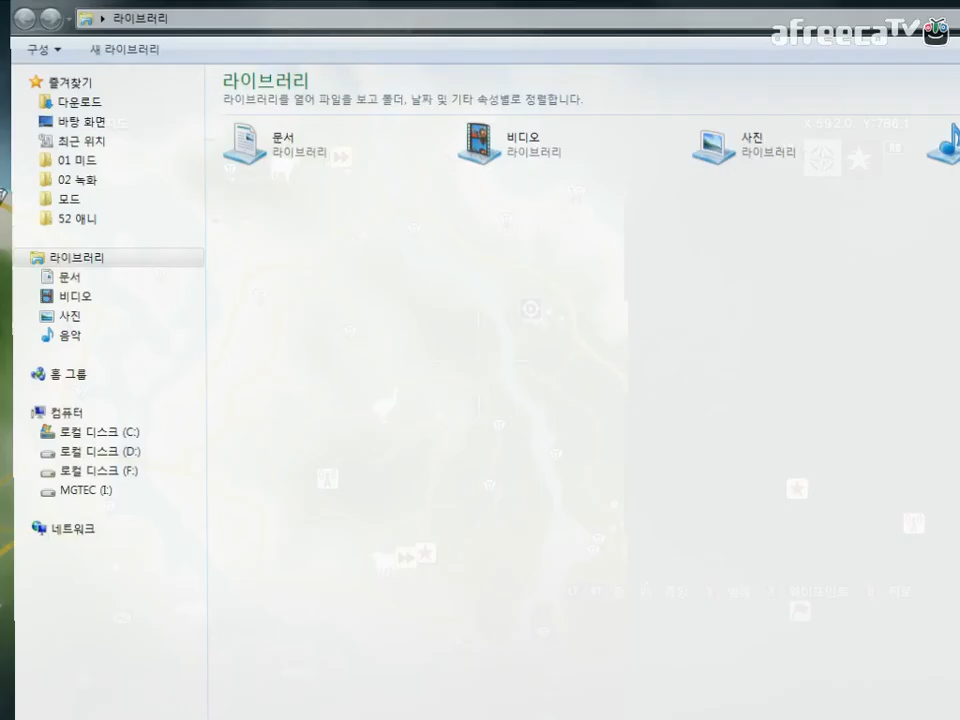 라이브러리
afreecaTV
구성
새 라이브러리
즐겨찾기
다운로드
바탕 화면
최근 위치
01 미드
02 녹화
모드
52 애니
라이브러리
문서
비디오
사진
음악
홈 그룹
컴퓨터
로컬 디스크 (C:)
로컬 디스크 (D:)
로컬 디스크 (F:)
MGTEC (I:)
네트워크
라이브러리
라이브러리를 열어 파일을 보고 폴더, 날짜 및 기타 속성별로 정렬합니다.
문서
라이브러리
비디오
라이브러리
사진
라이브러리
X:592.0 Y:786.1